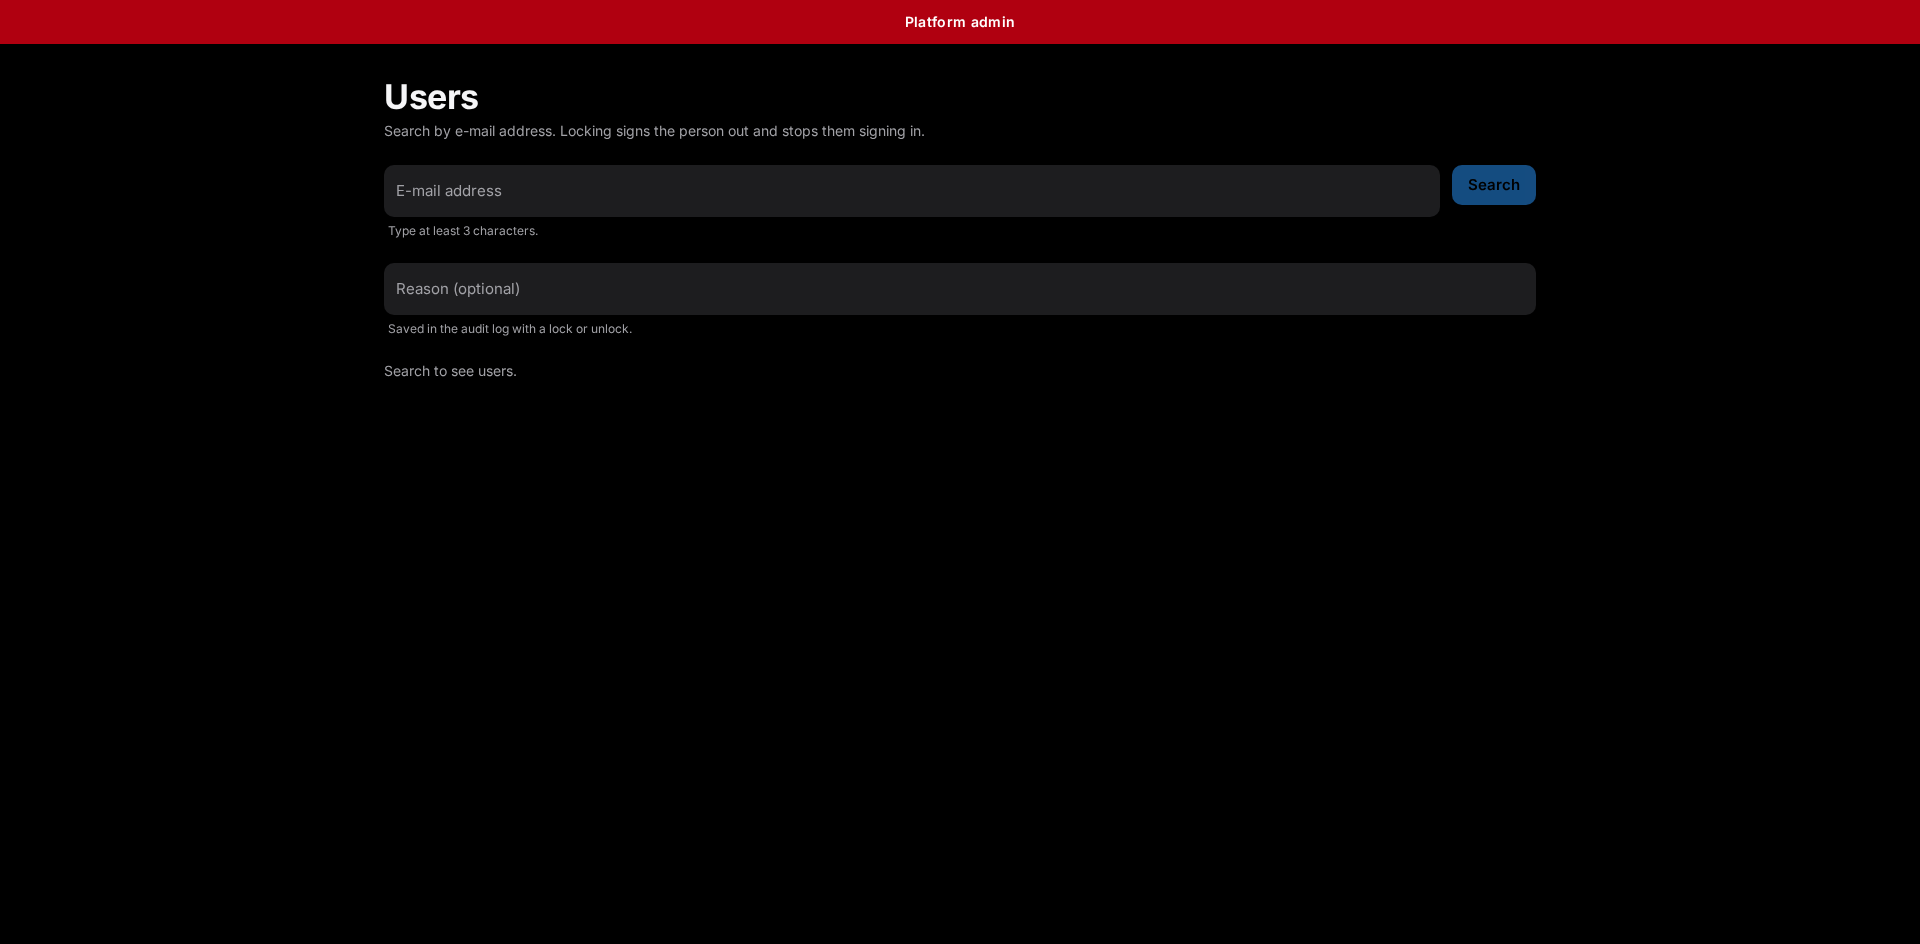 Platform admin
Users
Search by e-mail address. Locking signs the person out and stops them signing in.
E-mail address
Search
Type at least 3 characters.
Reason (optional)
Saved in the audit log with a lock or unlock.
Search to see users.